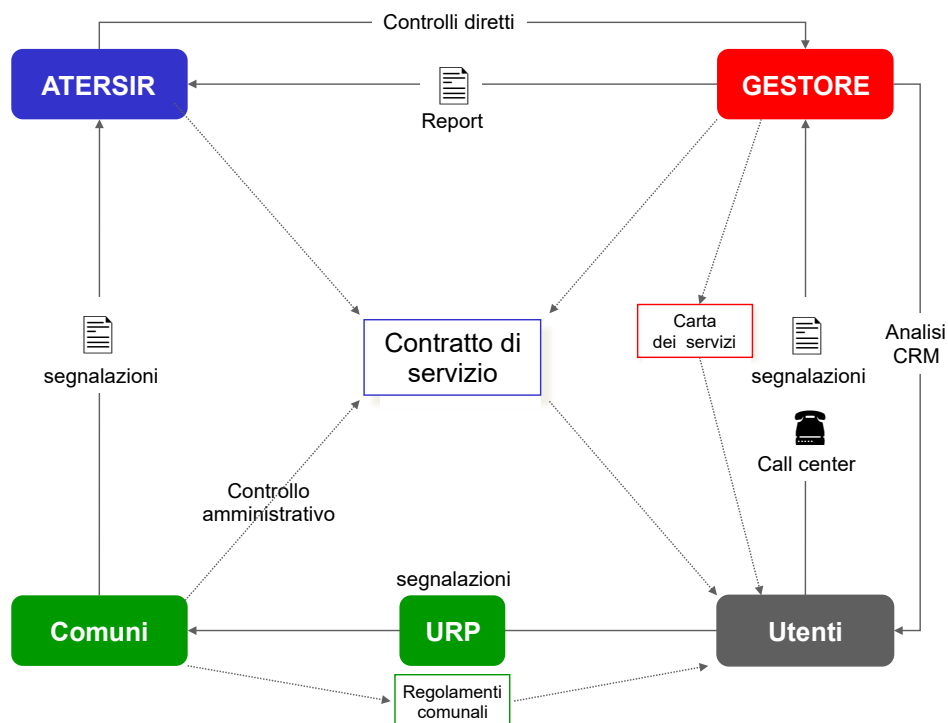 Controlli diretti
ATERSIR
GESTORE
Report
Carta
dei servizi
Contratto di
servizio
Analisi
CRM
segnalazioni
segnalazioni
Call center
Controllo
amministrativo
segnalazioni
Comuni
URP
Utenti
Regolamenti
comunali